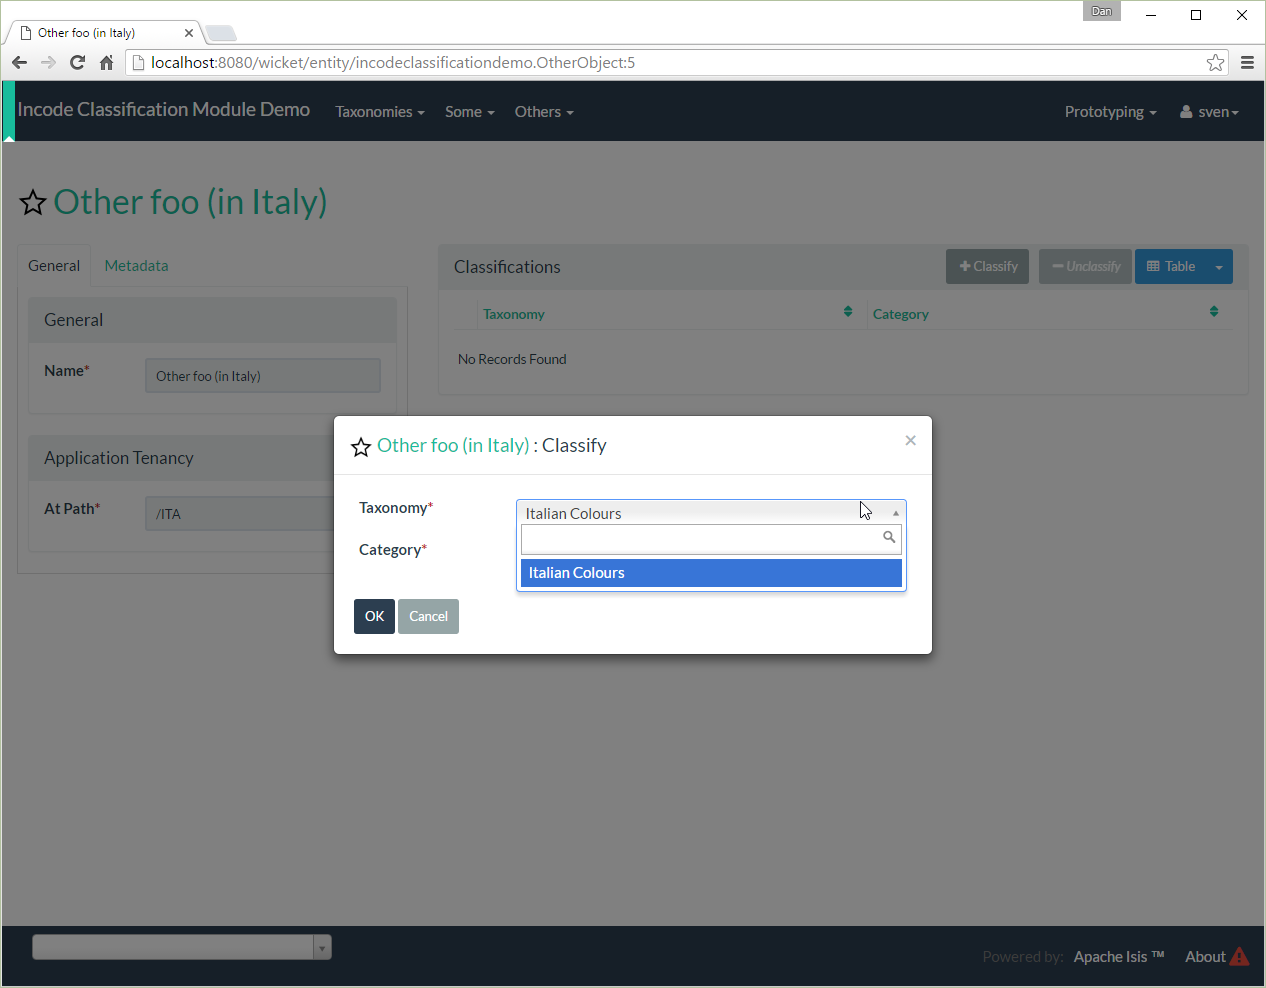 Dan
Other foo (in Italy)
localhost:8080/wicket/entity/incodeclassificationdemo.OtherObject:5
Incode Classification Module Demo Taxonomies Some Others Prototyping sven
Other foo (in Italy)
General Metadata
Classifications Classify Unclassify Table
General
Taxonomy Category
Name* Other foo (in Italy)
No Records Found
Application Tenancy
At Path* /ITA
Other foo (in Italy) : Classify
Taxonomy* Italian Colours
Category*
Italian Colours
OK Cancel
Powered by: Apache Isis ™ About